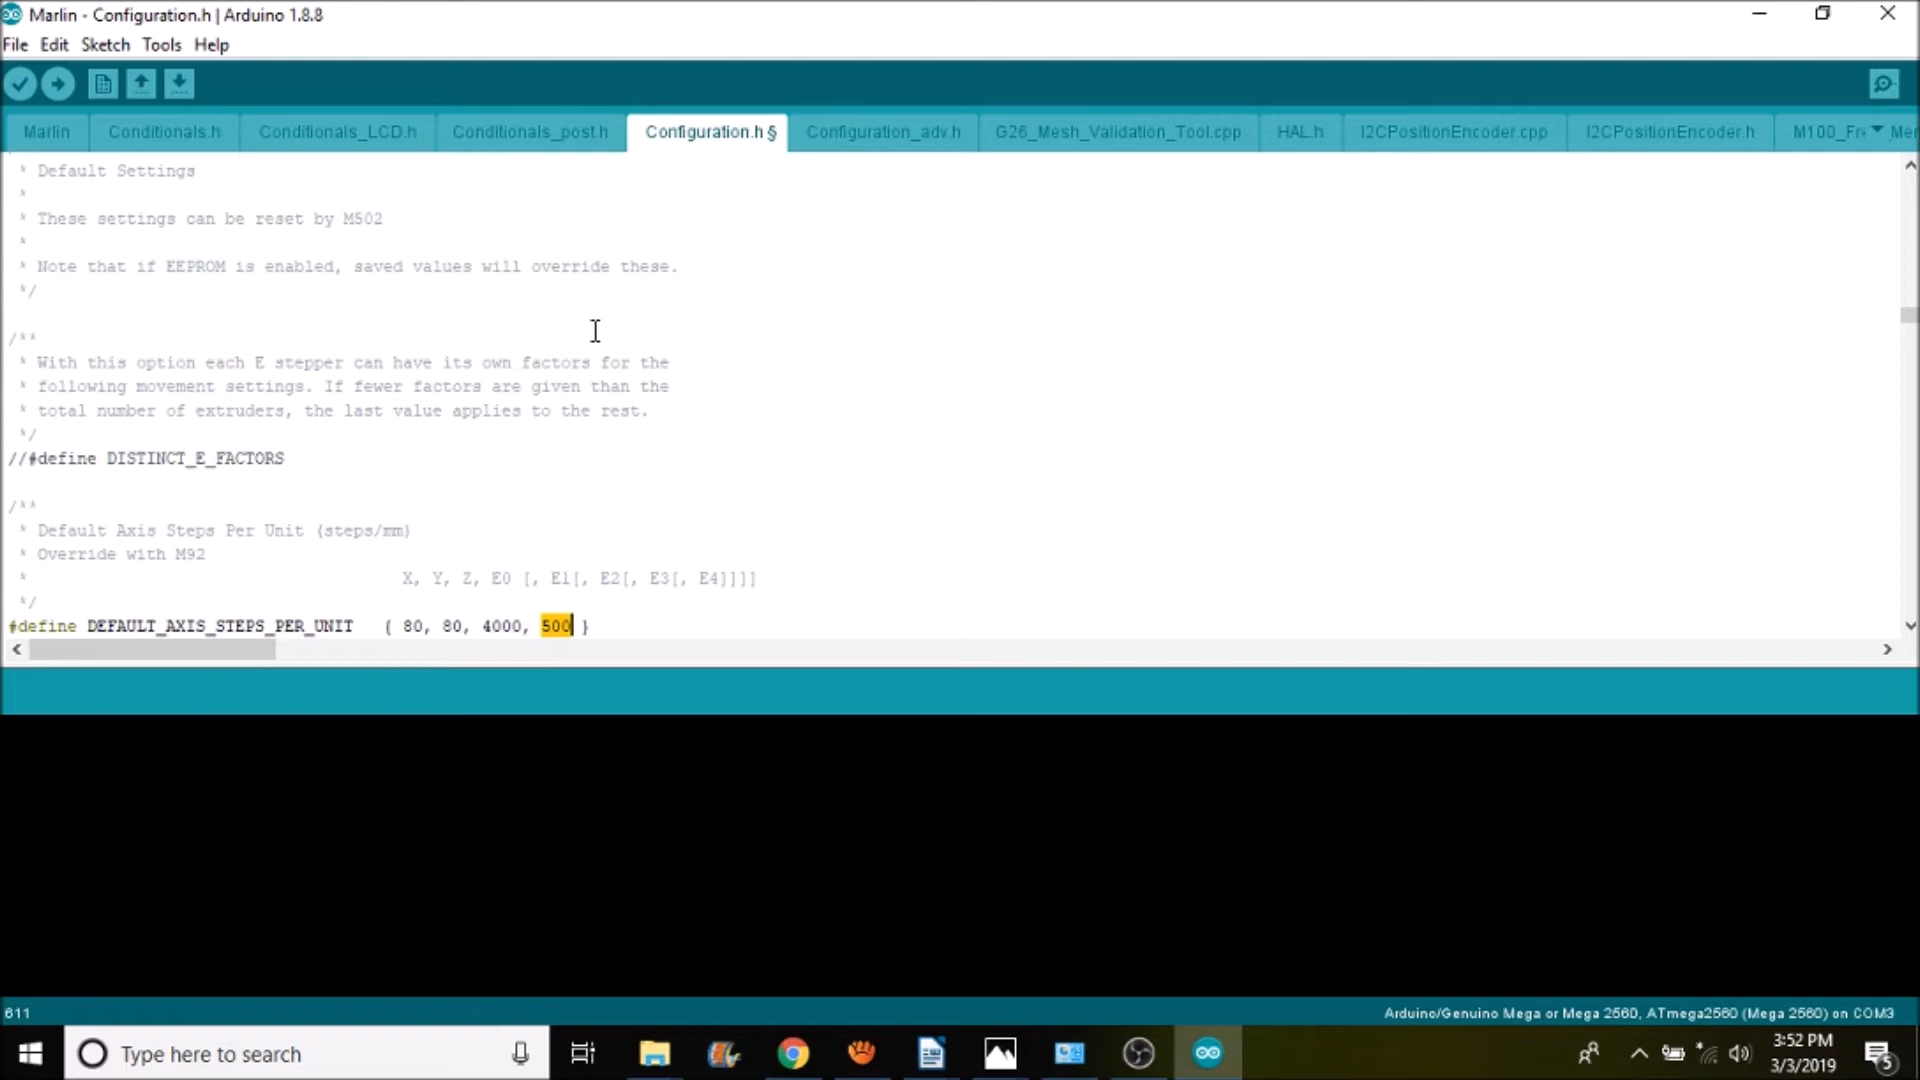 Marlin - Configuration.h | Arduino 1.8.8
File Edit Sketch Tools Help
Marlin Conditionals.h Conditionals_LCD.h Conditionals_post.h Configuration.h § Configuration_adv.h G26_Mesh_Validation_Tool.cpp HAL.h I2CPositionEncoder.cpp I2CPositionEncoder.h
* Default Settings
*
* These settings can be reset by M502
*
* Note that if EEPROM is enabled, saved values will override these.
*/
/**
* With this option each E stepper can have its own factors for the
* following movement settings. If fewer factors are given than the
* total number of extruders, the last value applies to the rest.
*/
//#define DISTINCT_E_FACTORS
/**
* Default Axis Steps Per Unit (steps/mm)
* Override with M92
* X, Y, Z, E0 [, E1[, E2[, E3[, E4]]]]
*/
#define DEFAULT_AXIS_STEPS_PER_UNIT { 80, 80, 4000, 500 }
611 Arduino/Genuino Mega or Mega 2560, ATmega2560 (Mega 2560) on COM3
Type here to search
3:52 PM
3/3/2019
5